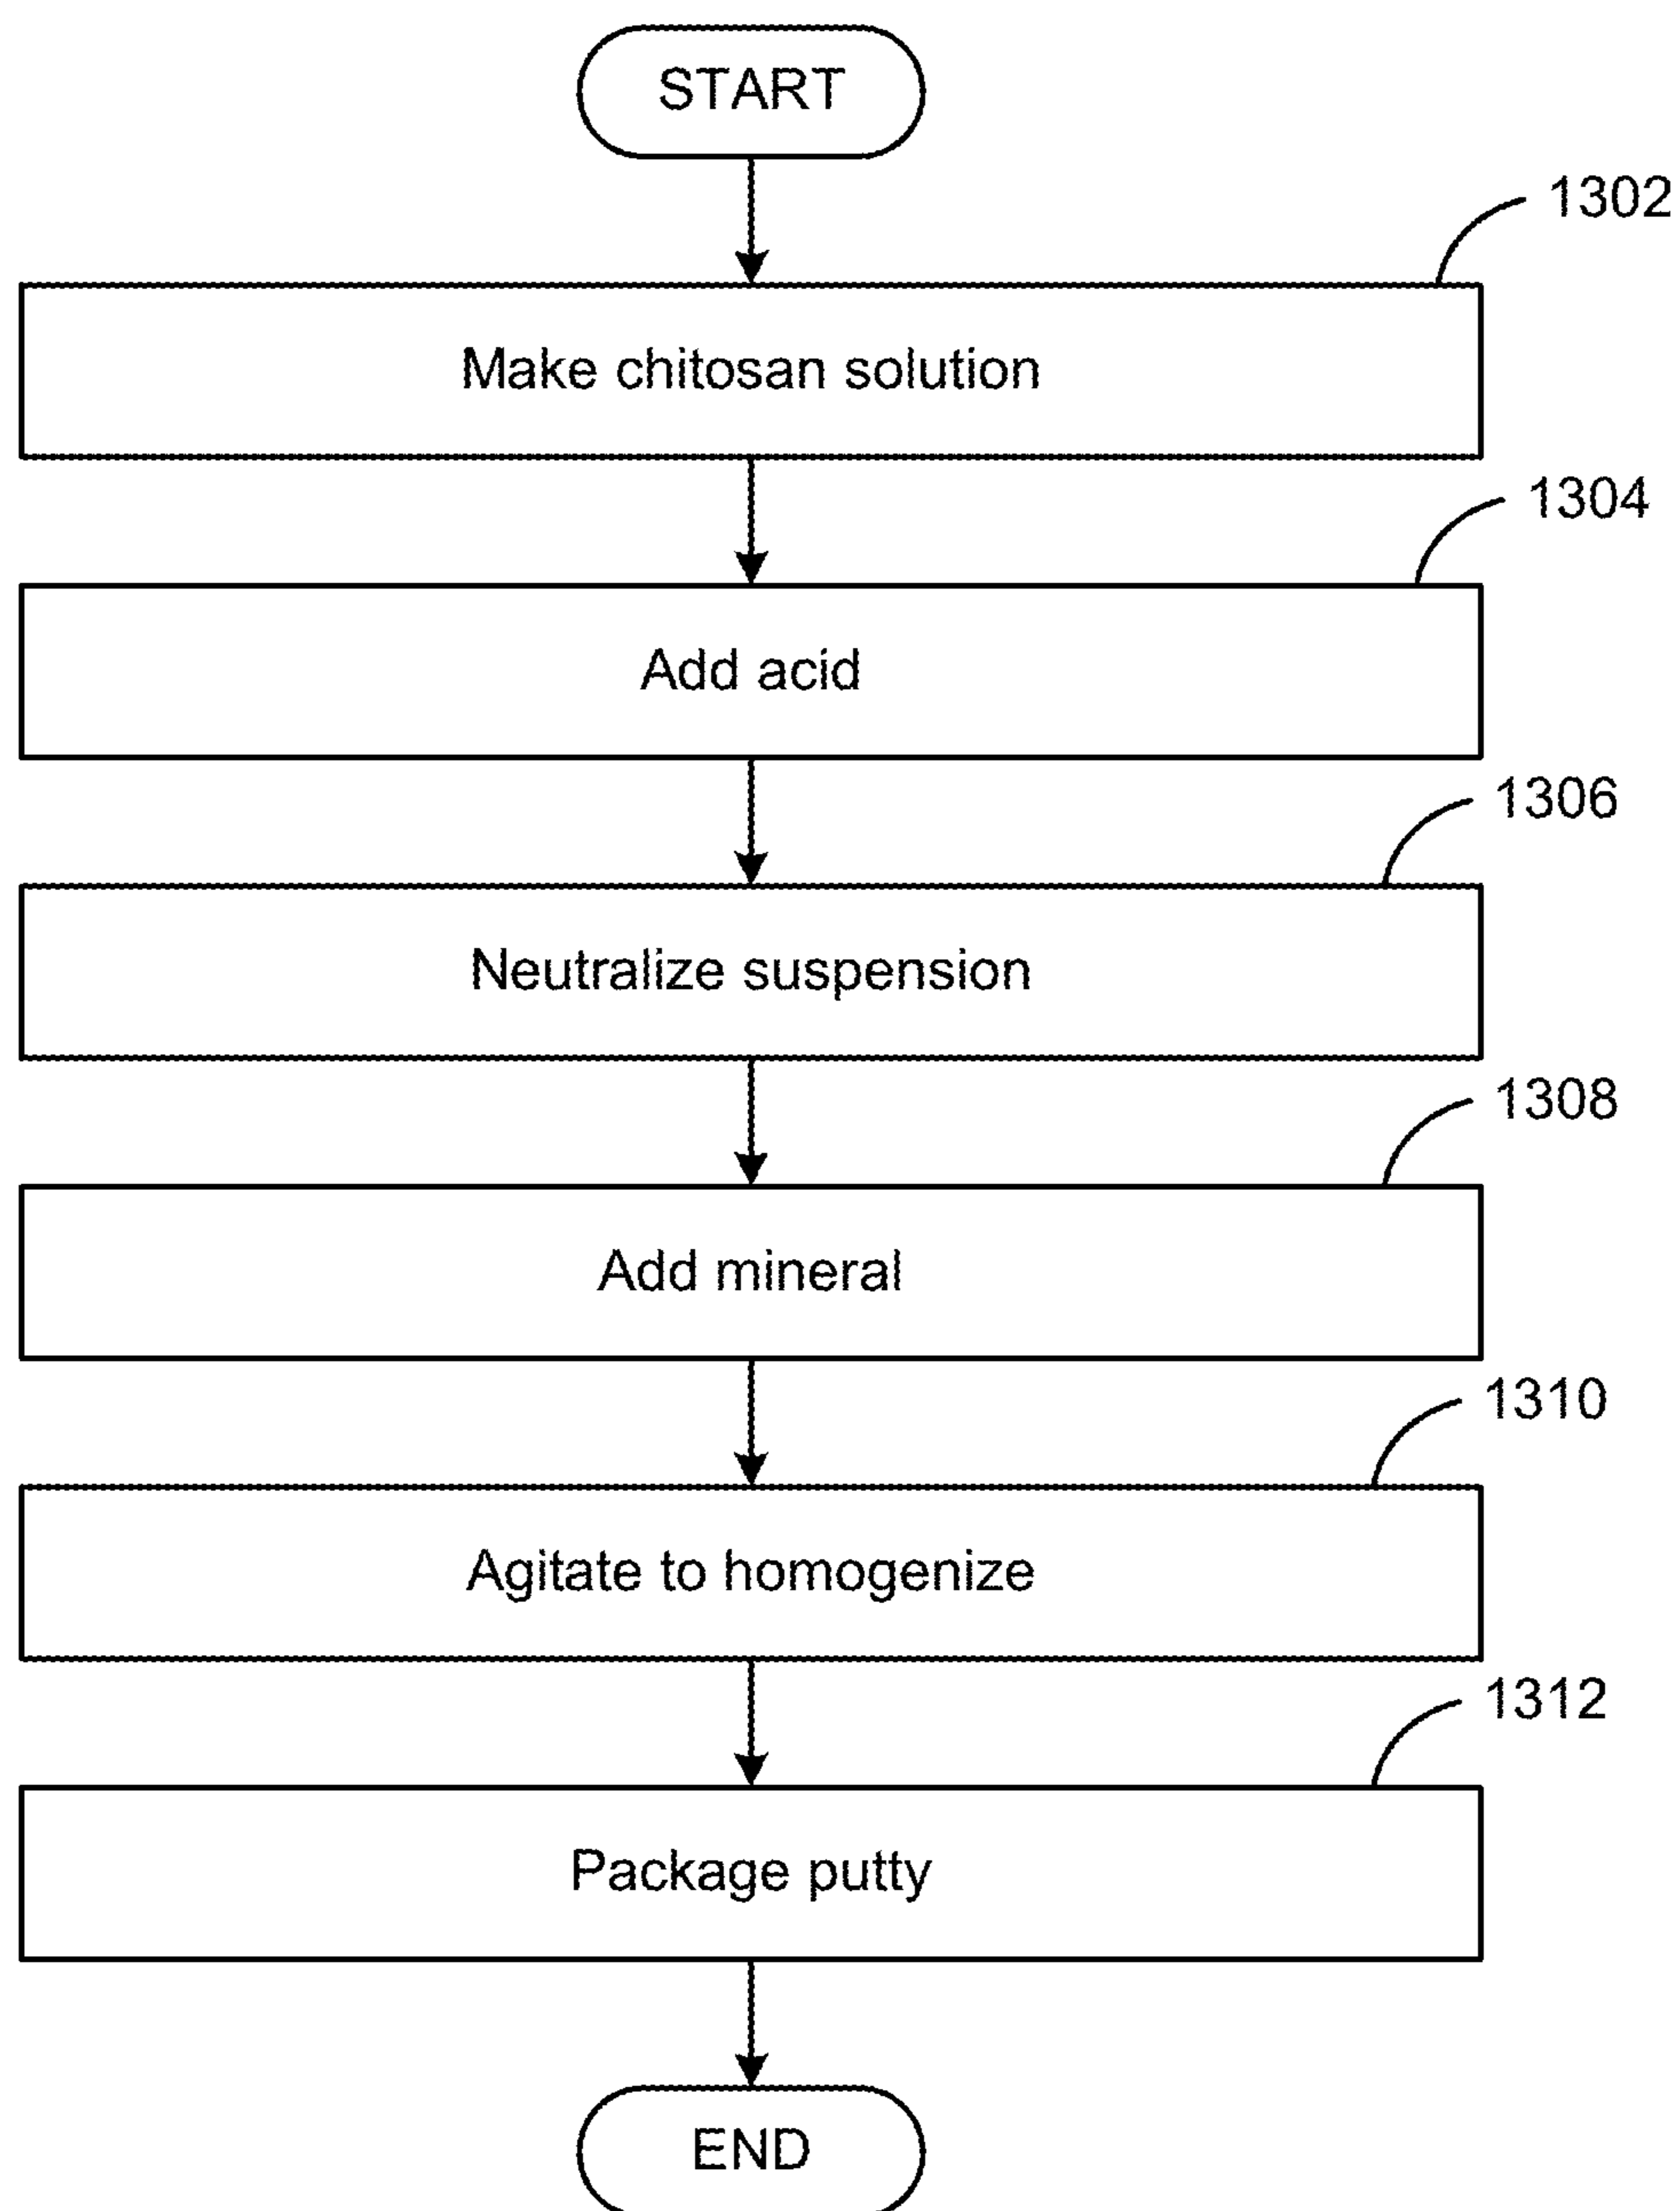 START
1302
Make chitosan solution
1304
Add acid
1306
Neutralize suspension
1308
Add mineral
1310
Agitate to homogenize
1312
Package putty
END